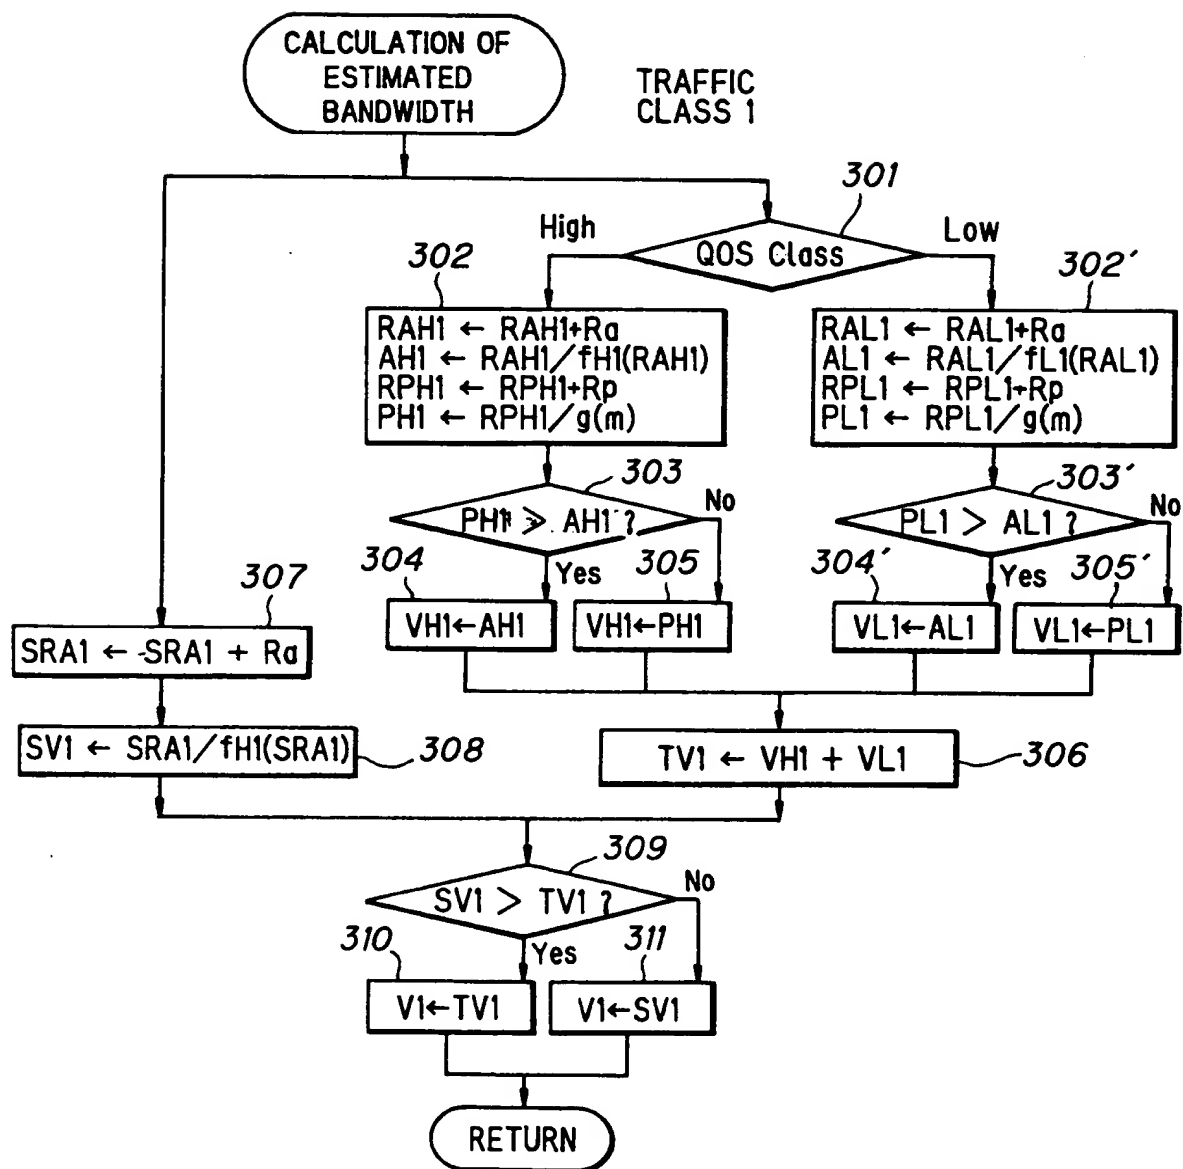 CALCULATION OF
ESTIMATED
BANDWIDTH
TRAFFIC
CLASS 1
301
High
QOS Class
Low
302
RAH1 ← RAH1+Ra
AH1 ← RAH1/fH1(RAH1)
RPH1 ← RPH1+Rp
PH1 ← RPH1/g(m)
302'
RAL1 ← RAL1+Ra
AL1 ← RAL1/fL1(RAL1)
RPL1 ← RPL1+Rp
PL1 ← RPL1/g(m)
303
PH1 > AH1 ?
No
Yes
303'
PL1 > AL1 ?
No
Yes
304
VH1←AH1
305
VH1←PH1
304'
VL1←AL1
305'
VL1←PL1
307
SRA1 ← SRA1 + Ra
SV1 ← SRA1/fH1(SRA1)
308
TV1 ← VH1 + VL1
306
309
SV1 > TV1 ?
No
Yes
310
V1←TV1
311
V1←SV1
RETURN